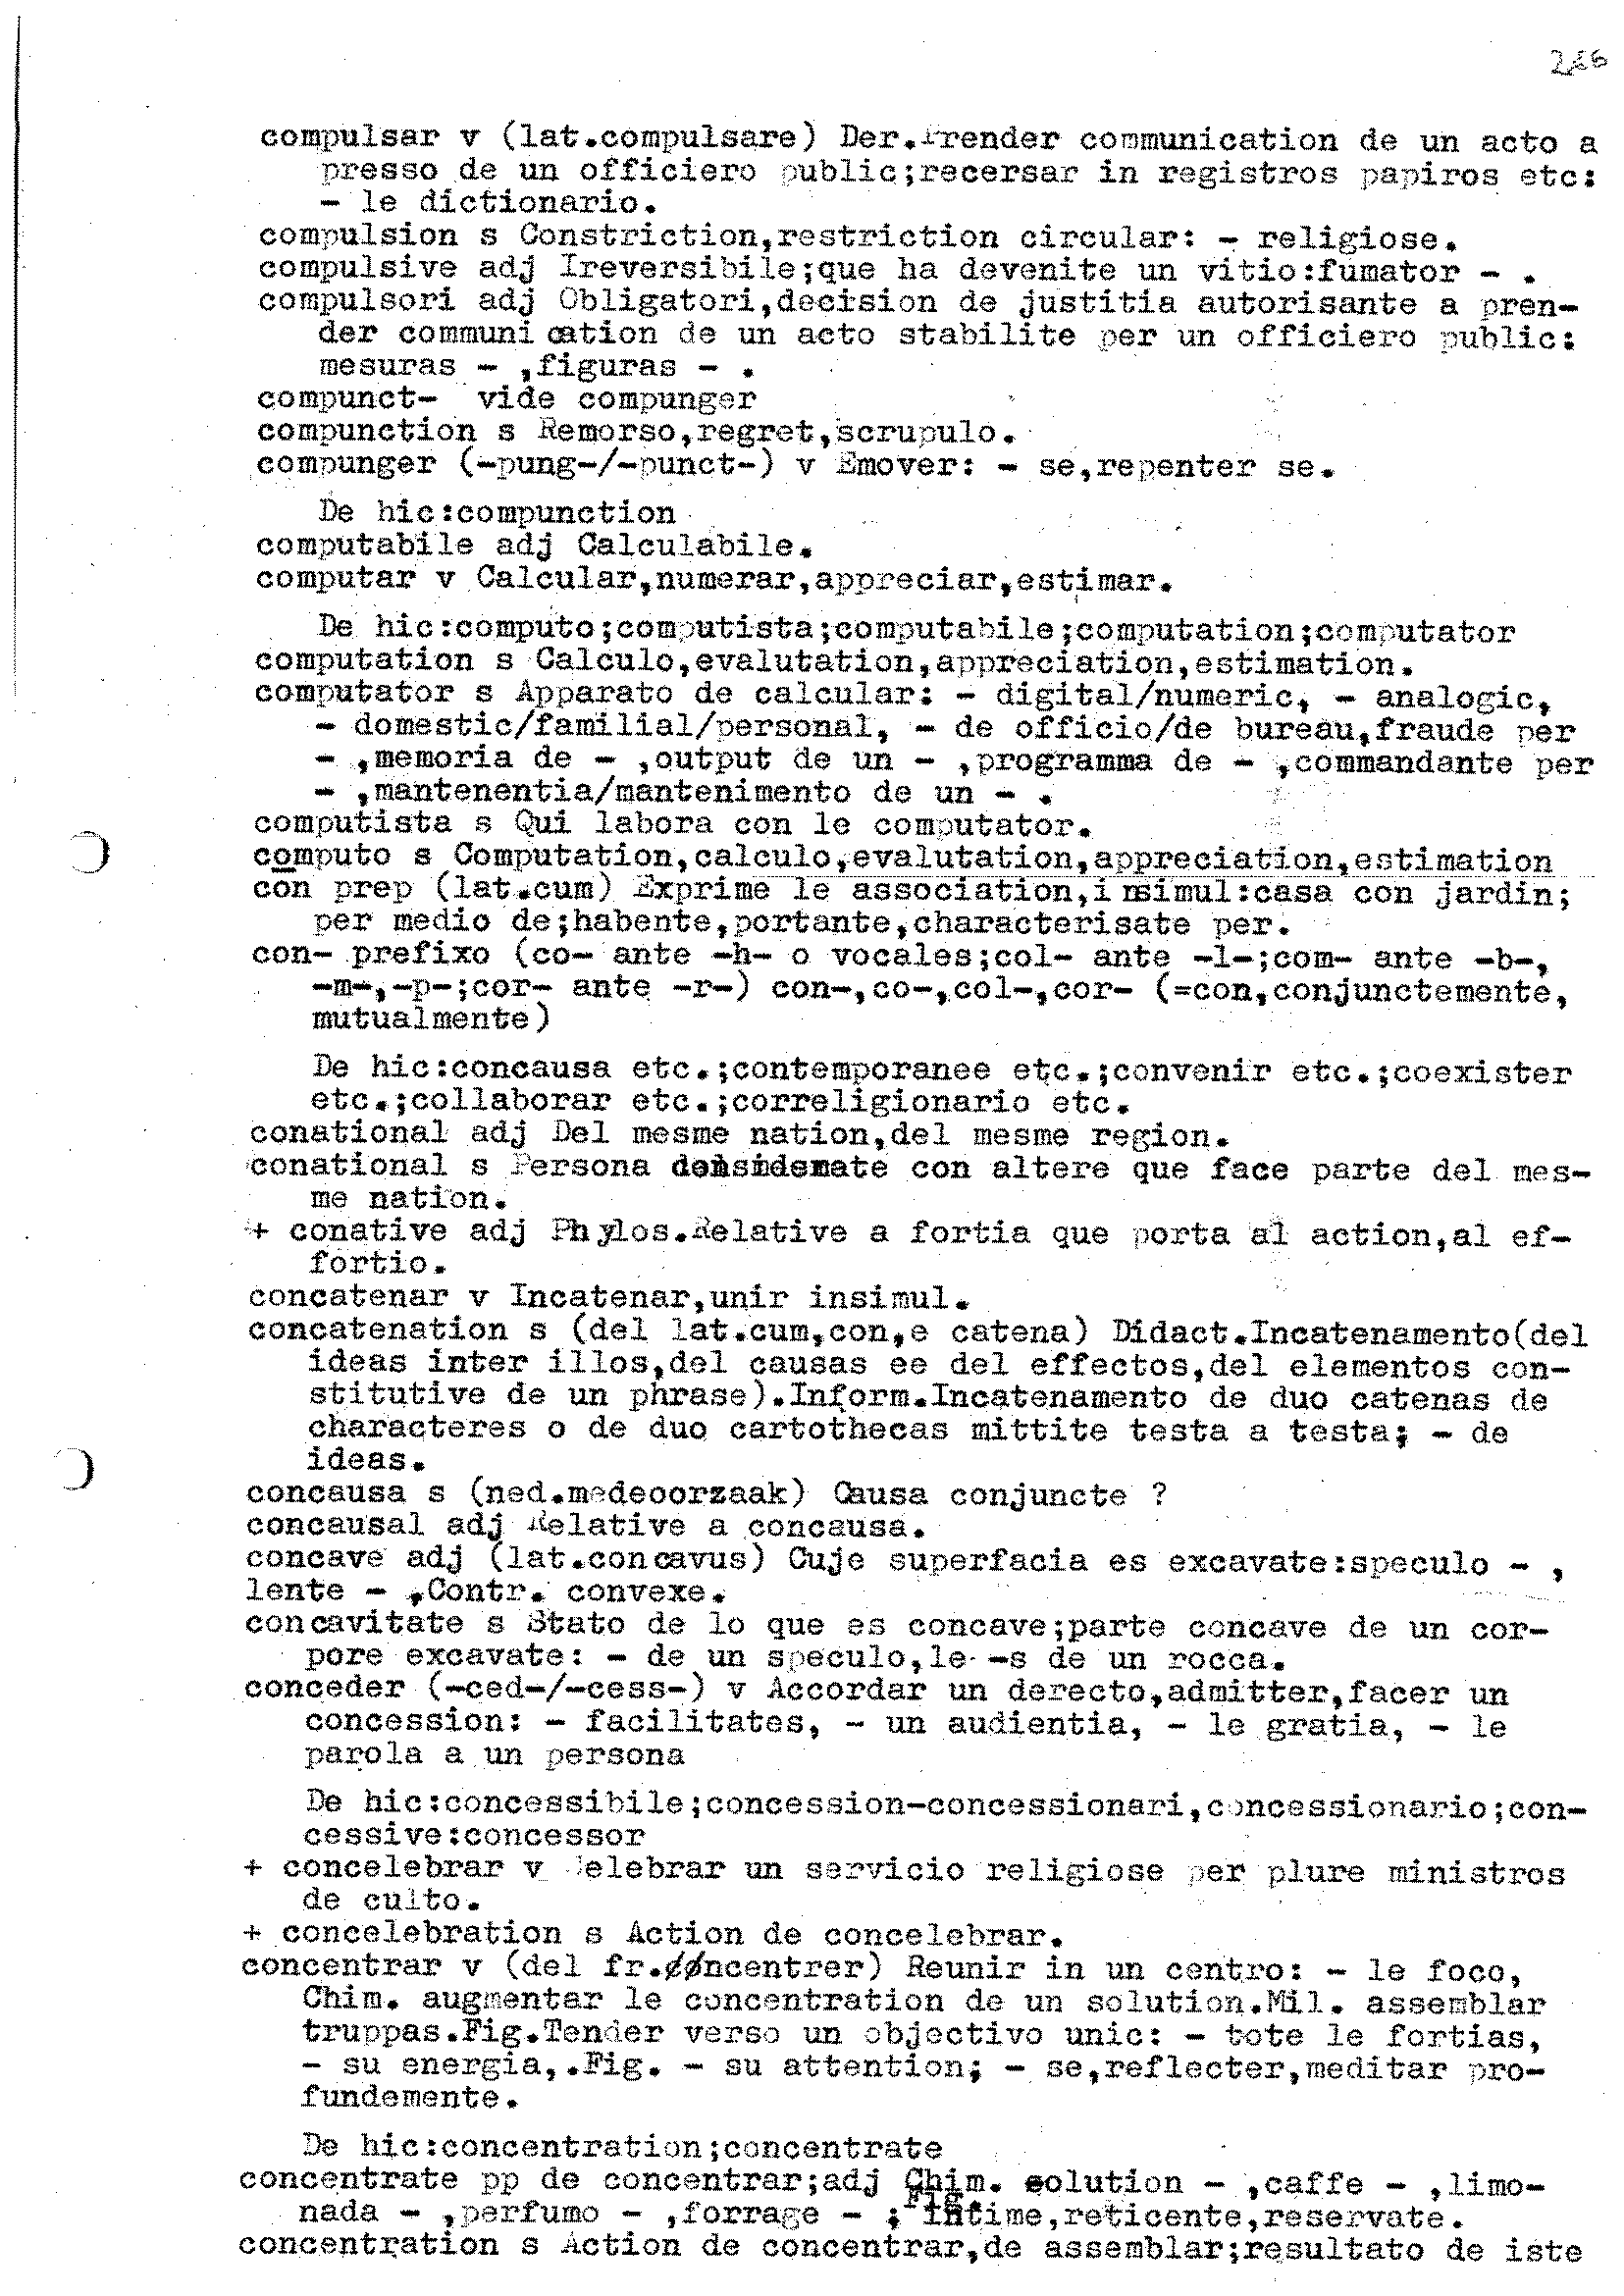 266
compulsar v (lat.compulsare) Der.Prender communication de un acto a
presso de un officiero public;recersar in registros papiros etc:
- le dictionario.
compulsion s Constriction,restriction circular: - religiose.
compulsive adj Ireversibile;que ha devenite un vitio:fumator - .
compulsori adj Obligatori,decision de justitia autorisante a pren-
der communication de un acto stabilite per un officiero public:
mesuras - ,figuras - .
compunct- vide compunger
compunction s Remorso,regret,scrupulo.
compunger (-pung-/-punct-) v Emover: - se,repenter se.
De hic:compunction
computabile adj Calculabile.
computar v Calcular,numerar,appreciar,estimar.
De hic:computo;computista;computabile;computation;computator
computation s Calculo,evalutation,appreciation,estimation.
computator s Apparato de calcular: - digital/numeric, - analogic,
- domestic/familial/personal, - de officio/de bureau,fraude per
- ,memoria de - ,output de un - ,programma de - ,commandante per
- ,mantenentia/mantenimento de un - .
computista s Qui labora con le computator.
computo s Computation,calculo,evalutation,appreciation,estimation
con prep (lat.cum) Exprime le association,insimul:casa con jardin;
per medio de;habente,portante,characterisate per.
con- prefixo (co- ante -h- o vocales;col- ante -l-;com- ante -b-,
-m-,-p-;cor- ante -r-) con-,co-,col-,cor- (=con,conjunctemente,
mutualmente)
De hic:concausa etc.;contemporanee etc.;convenir etc.;coexister
etc.;collaborar etc.;correligionario etc.
conational adj Del mesme nation,del mesme region.
conational s Persona con altere que face parte del mes-
me nation.
+ conative adj Phylos.Relative a fortia que porta al action,al ef-
fortio.
concatenar v Incatenar,unir insimul.
concatenation s (del lat.cum,con,e catena) Didact.Incatenamento(del
ideas inter illos,del causas ee del effectos,del elementos con-
stitutive de un phrase).Inform.Incatenamento de duo catenas de
characteres o de duo cartothecas mittite testa a testa; - de
ideas.
concausa s (ned.medeoorzaak) Causa conjuncte ?
concausal adj Relative a concausa.
concave adj (lat.concavus) Cuje superfacia es excavate:speculo - ,
lente - ,Contr. convexe.
concavitate s Stato de lo que es concave;parte concave de un cor-
pore excavate: - de un speculo,le -s de un rocca.
conceder (-ced-/-cess-) v Accordar un derecto,admitter,facer un
concession: - facilitates, - un audientia, - le gratia, - le
parola a un persona
De hic:concessibile;concession-concessionari,concessionario;con-
cessive:concessor
+ concelebrar v Celebrar un servicio religiose per plure ministros
de culto.
+ concelebration s Action de concelebrar.
concentrar v (del fr.concentrer) Reunir in un centro: - le foco,
Chim. augmentar le concentration de un solution.Mil. assemblar
truppas.Fig.Tender verso un objectivo unic: - tote le fortias,
- su energia,.Fig. - su attention; - se,reflecter,meditar pro-
fundemente.
De hic:concentration;concentrate
concentrate pp de concentrar;adj Chim. solution - ,caffe - ,limo-
nada - ,perfumo - ,forrage - ; Fig. intime,reticente,reservate.
concentration s Action de concentrar,de assemblar;resultato de iste